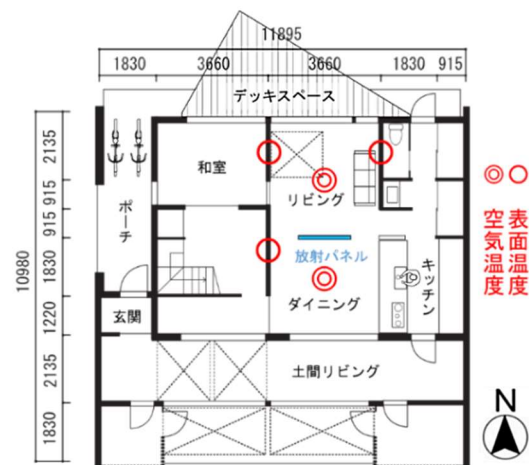 11895
1830 3660 3660 1830 915
デッキスペース
2135
915
915
1830
1220
2135
1830
10980
ポーチ
和室
リビング
放射パネル
ダイニング
キッチン
玄関
土間リビング
○ 表面温度
◎ 空気温度
N